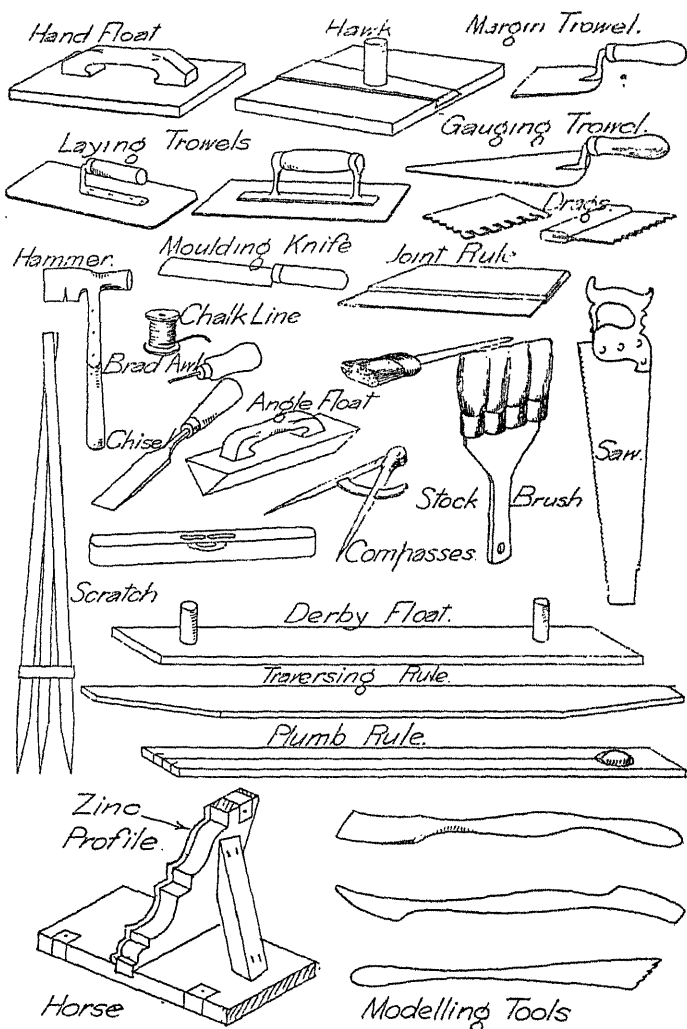 Hand Float
Hawk
Margin Trowel.
Laying Trowels
Gauging Trowel.
Drags.
Hammer.
Moulding Knife
Joint Rule
Chalk Line
Brad Awl
Chisel
Angle Float
Saw.
Stock Brush
Compasses.
Scratch
Derby Float.
Traversing Rule.
Plumb Rule.
Zinc
Profile.
Horse
Modelling Tools